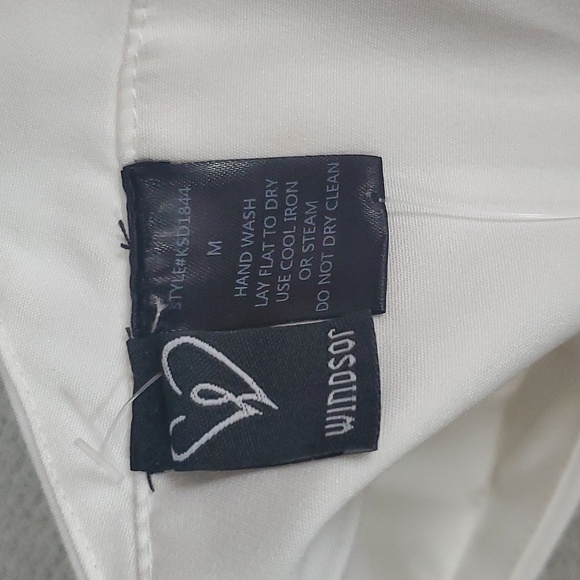 STYLE#KSD1844
M
HAND WASH
LAY FLAT TO DRY
USE COOL IRON
OR STEAM
DO NOT DRY CLEAN
WINDSOR